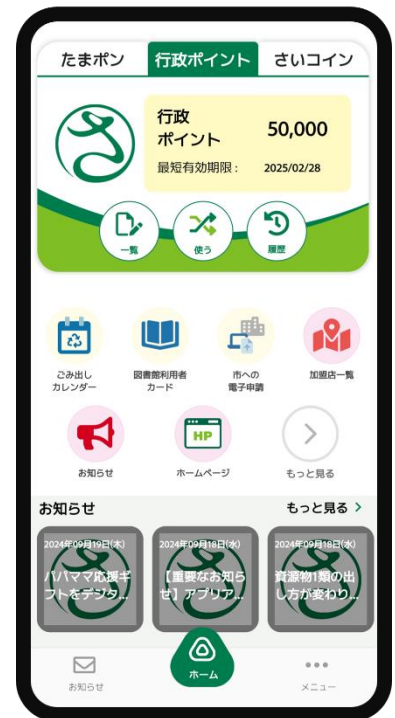 たまポン 行政ポイント さいコイン
行政
ポイント
50,000
最短有効期限： 2025/02/28
一覧 使う 履歴
ごみ出し
カレンダー
図書館利用者
カード
市への
電子申請
加盟店一覧
お知らせ
HP
ホームページ
もっと見る
お知らせ もっと見る
2024年09月19日(木)
パパママ応援ギ
フトをデジタ...
2024年09月18日(水)
【重要なお知ら
せ】アプリア...
2024年09月18日(水)
資源物1類の出
し方が変わり...
お知らせ ホーム メニュー